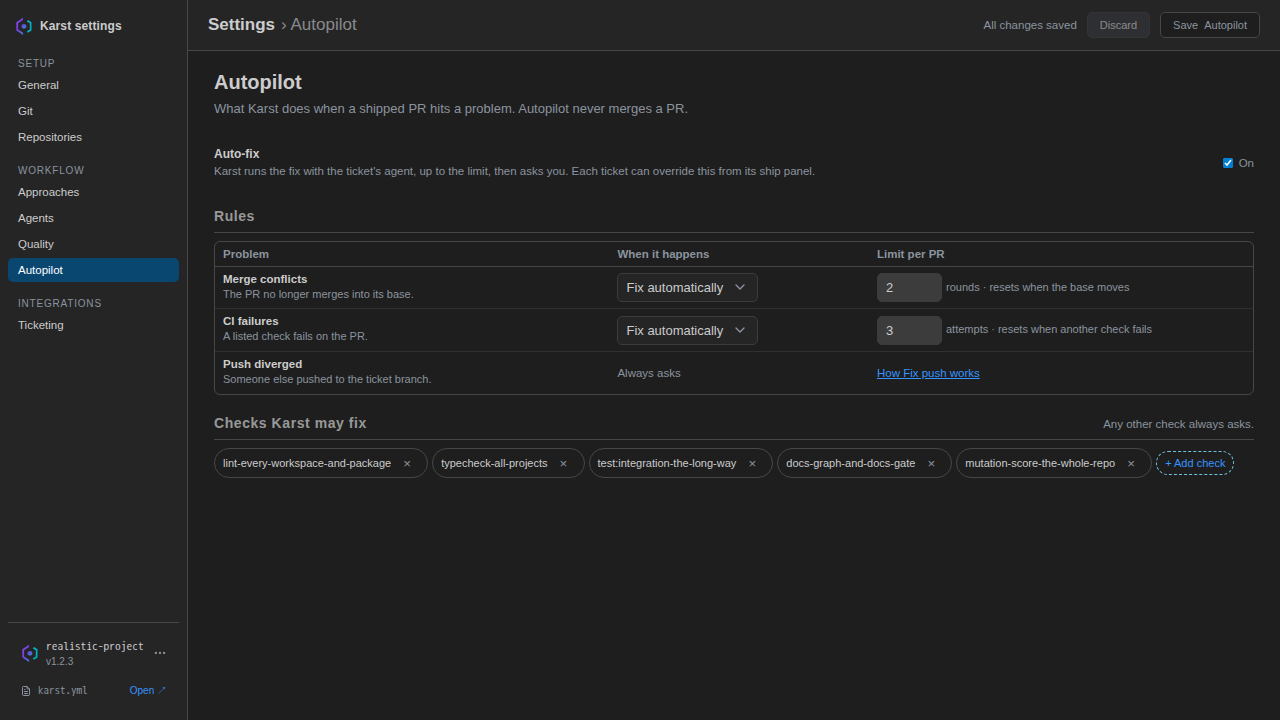 Karst settings
Settings › Autopilot
All changes saved
Discard
Save Autopilot
SETUP
General
Git
Repositories
WORKFLOW
Approaches
Agents
Quality
Autopilot
INTEGRATIONS
Ticketing
realistic-project
v1.2.3
karst.yml
Open ↗
Autopilot
What Karst does when a shipped PR hits a problem. Autopilot never merges a PR.
Auto-fix
Karst runs the fix with the ticket's agent, up to the limit, then asks you. Each ticket can override this from its ship panel.
On
Rules
Problem When it happens Limit per PR
Merge conflicts
The PR no longer merges into its base.
Fix automatically
2 rounds · resets when the base moves
CI failures
A listed check fails on the PR.
Fix automatically
3 attempts · resets when another check fails
Push diverged
Someone else pushed to the ticket branch.
Always asks
How Fix push works
Checks Karst may fix
Any other check always asks.
lint-every-workspace-and-package × typecheck-all-projects × test:integration-the-long-way × docs-graph-and-docs-gate × mutation-score-the-whole-repo × + Add check